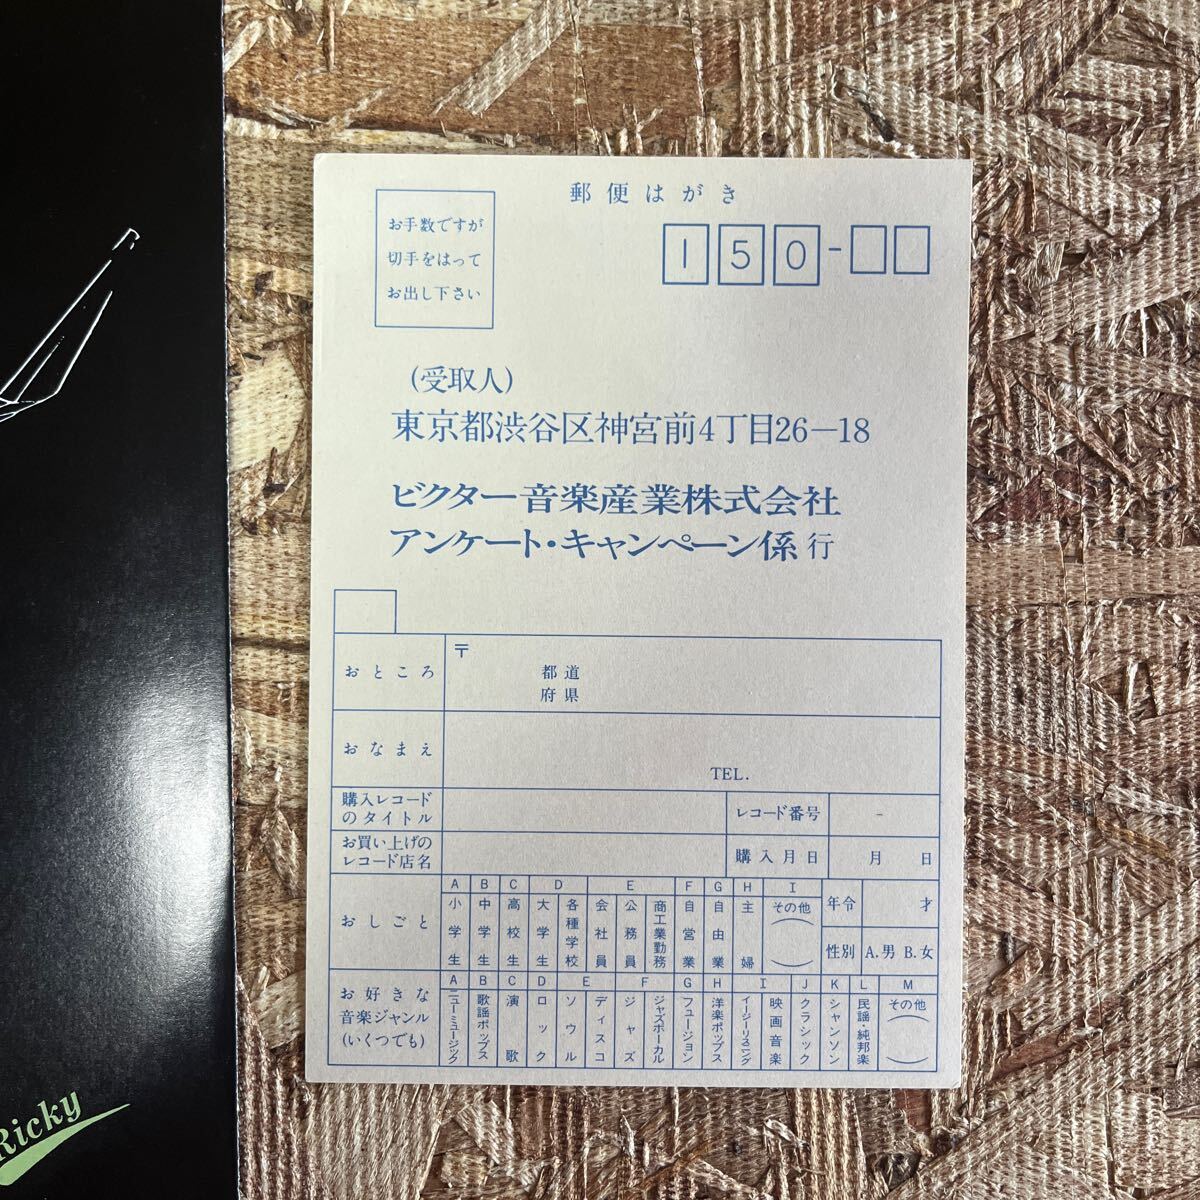 郵便はがき
お手数ですが
切手をはって
お出し下さい
150-
(受取人)
東京都渋谷区神宮前4丁目26-18
ビクター音楽産業株式会社
アンケート・キャンペーン係 行
おところ
〒
都道
府県
おなまえ
TEL.
購入レコード
のタイトル
レコード番号
-
お買い上げの
レコード店名
購入月日
月 日
おしごと
A B C D E F G H I
小学生
中学生
高校生
大学生
各種学校
会社員
公務員
商工業勤務
自営業
自由業
主婦
その他
( )
年令
才
性別
A.男 B.女
お好きな
音楽ジャンル
(いくつでも)
A B C D E F G H I J K L M
ニューミュージック
歌謡ポップス
演歌
ロック
ソウル
ディスコ
ジャズ
ジャズボーカル
フュージョン
洋楽ポップス
イージーリスニング
映画音楽
クラシック
シャンソン
民謡・純邦楽
その他
( )
Ricky